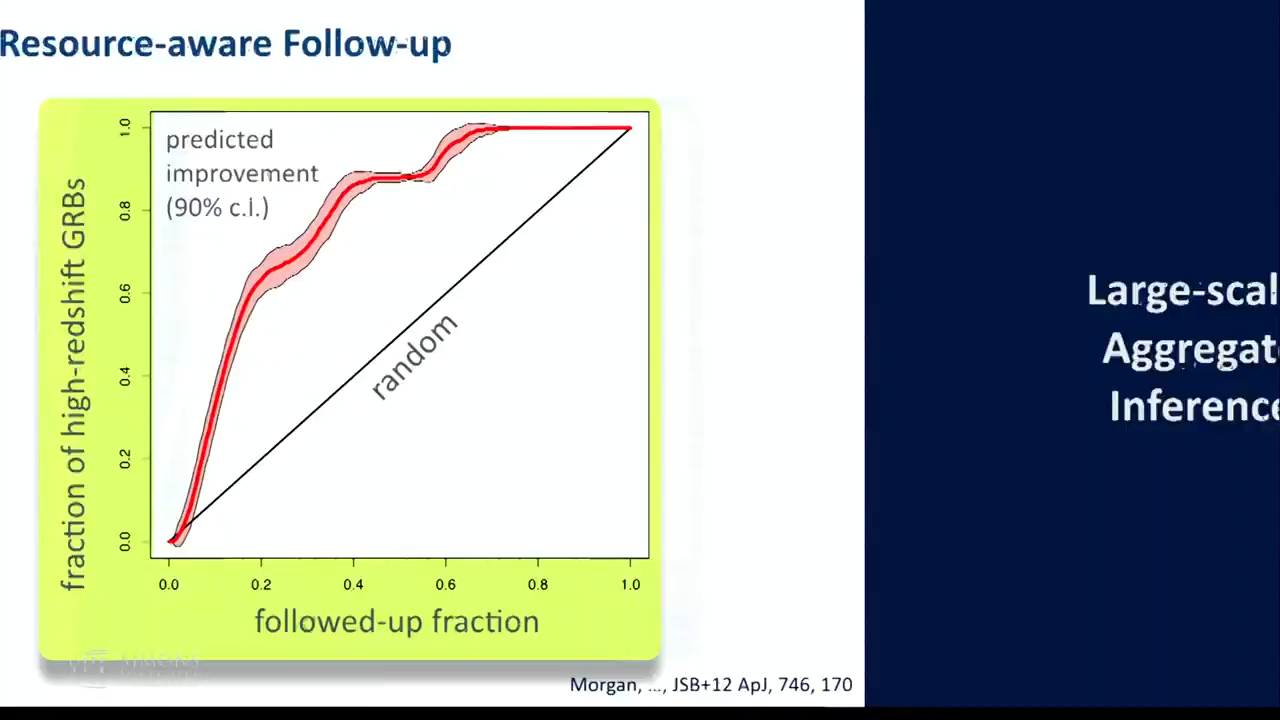 Resource-aware Follow-up
predicted
improvement
(90% c.l.)
fraction of high-redshift GRBs
1.0
0.8
0.6
0.4
0.2
0.0
random
0.0 0.2 0.4 0.6 0.8 1.0
followed-up fraction
Morgan, ..., JSB+12 ApJ, 746, 170
Large-scal
Aggregat
Inference